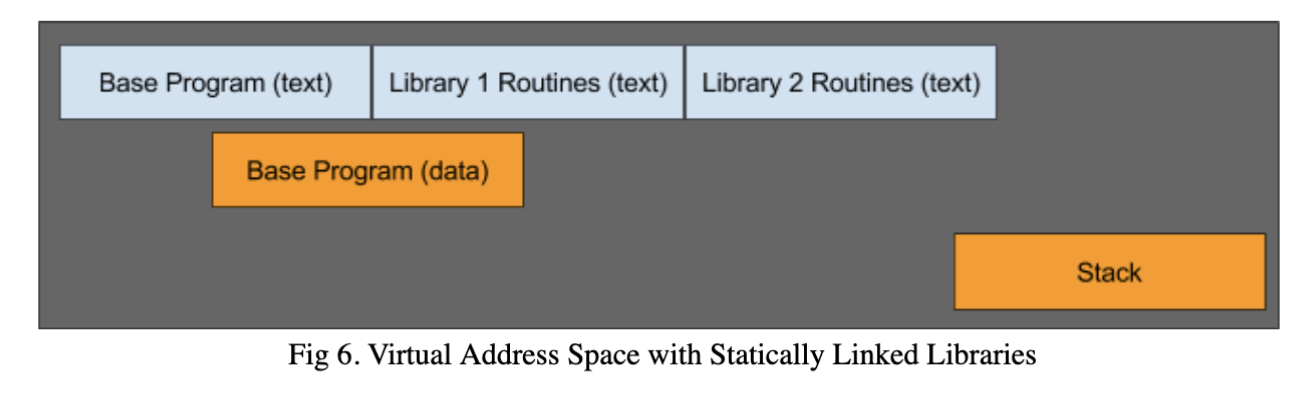 Base Program (text) Library 1 Routines (text) Library 2 Routines (text)
Base Program (data)
Stack
Fig 6. Virtual Address Space with Statically Linked Libraries